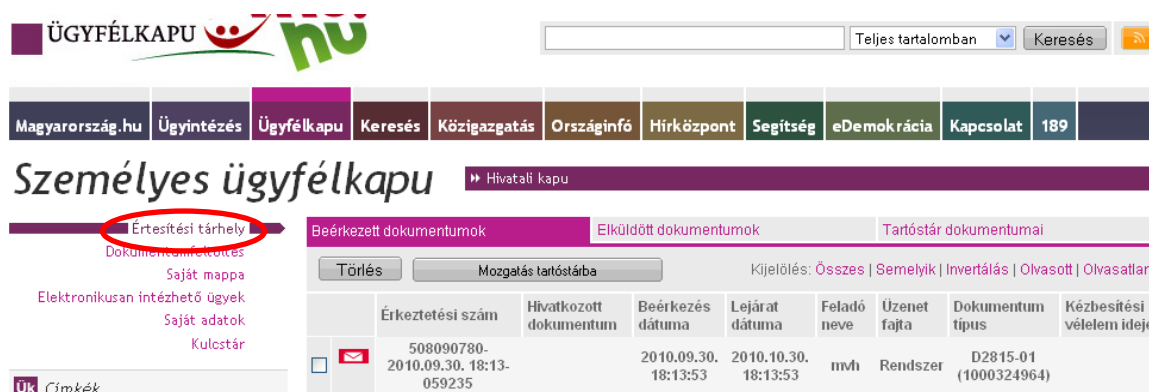 ÜGYFÉLKAPU
hu
Teljes tartalomban Keresés
Magyarország.hu Ügyintézés Ügyfélkapu Keresés Közigazgatás Országinfó Hírközpont Segítség eDemokrácia Kapcsolat 189
Személyes ügyfélkapu
Hivatali kapu
Értesítési tárhely
Dokumentumfeltöltés
Saját mappa
Elektronikusan intézhető ügyek
Saját adatok
Kulcstár
Ük Címkék
Beérkezett dokumentumok Elküldött dokumentumok Tartóstár dokumentumai
Törlés Mozgatás tartóstárba Kijelölés: Összes | Semelyik | Invertálás | Olvasott | Olvasatlan
Érkeztetési szám Hivatkozott dokumentum Beérkezés dátuma Lejárat dátuma Feladó neve Üzenet fajta Dokumentum típus Kézbesítési vélelem ideje
508090780-
2010.09.30. 18:13-
059235
2010.09.30.
18:13:53
2010.10.30.
18:13:53
mvh
Rendszer
D2815-01
(1000324964)